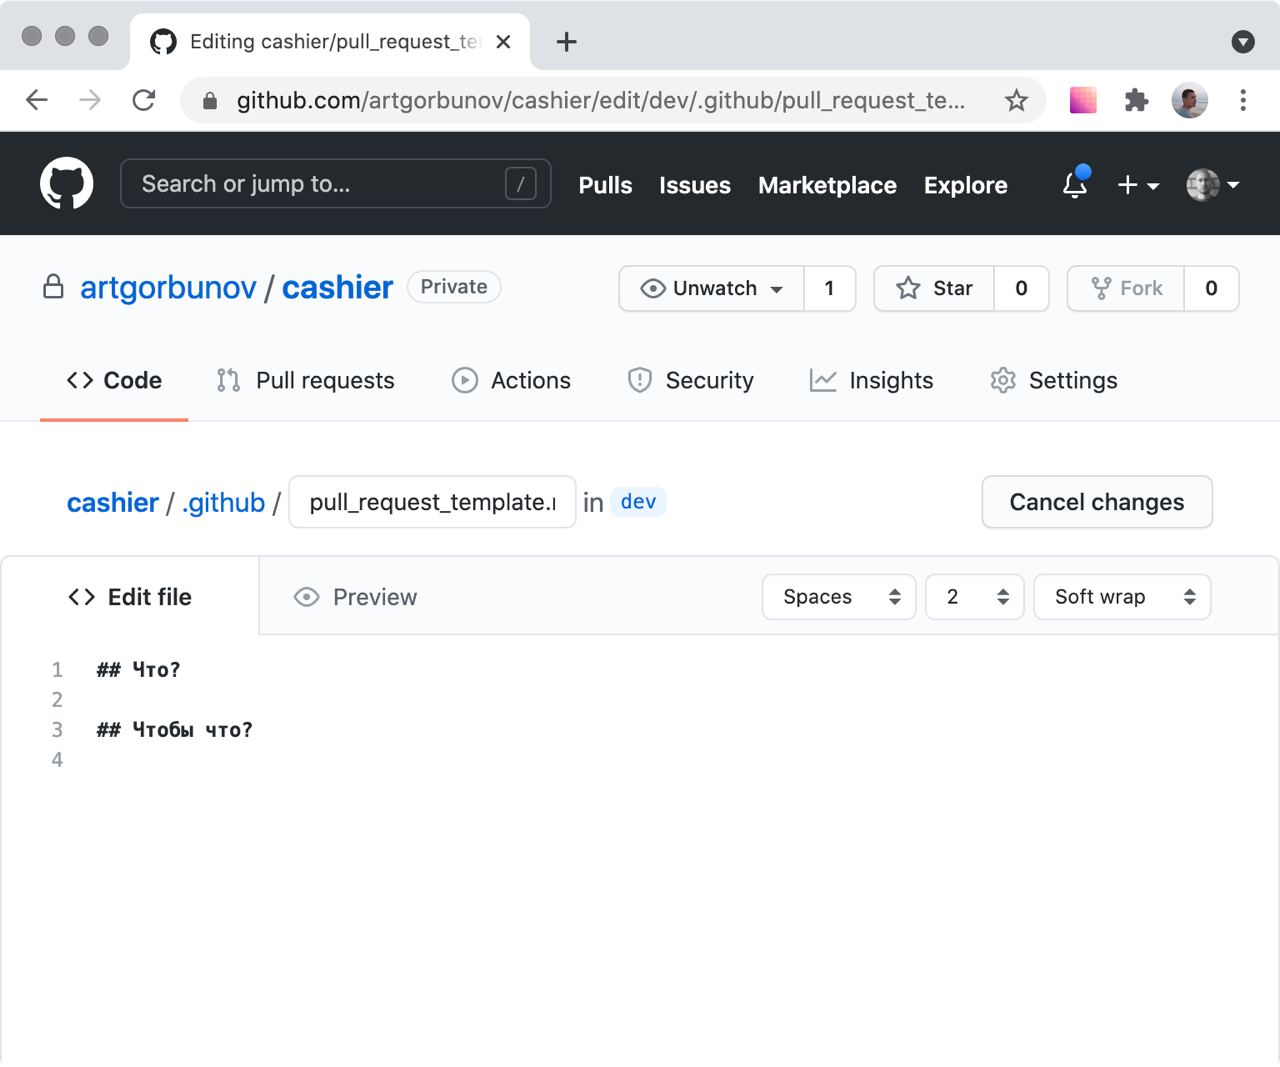 Editing cashier/pull_request_te
github.com/artgorbunov/cashier/edit/dev/.github/pull_request_te...
Search or jump to... / Pulls Issues Marketplace Explore
artgorbunov / cashier Private Unwatch 1 Star 0 Fork 0
Code Pull requests Actions Security Insights Settings
cashier / .github / pull_request_template.r in dev Cancel changes
Edit file Preview Spaces 2 Soft wrap
1 ## Что?
2
3 ## Чтобы что?
4